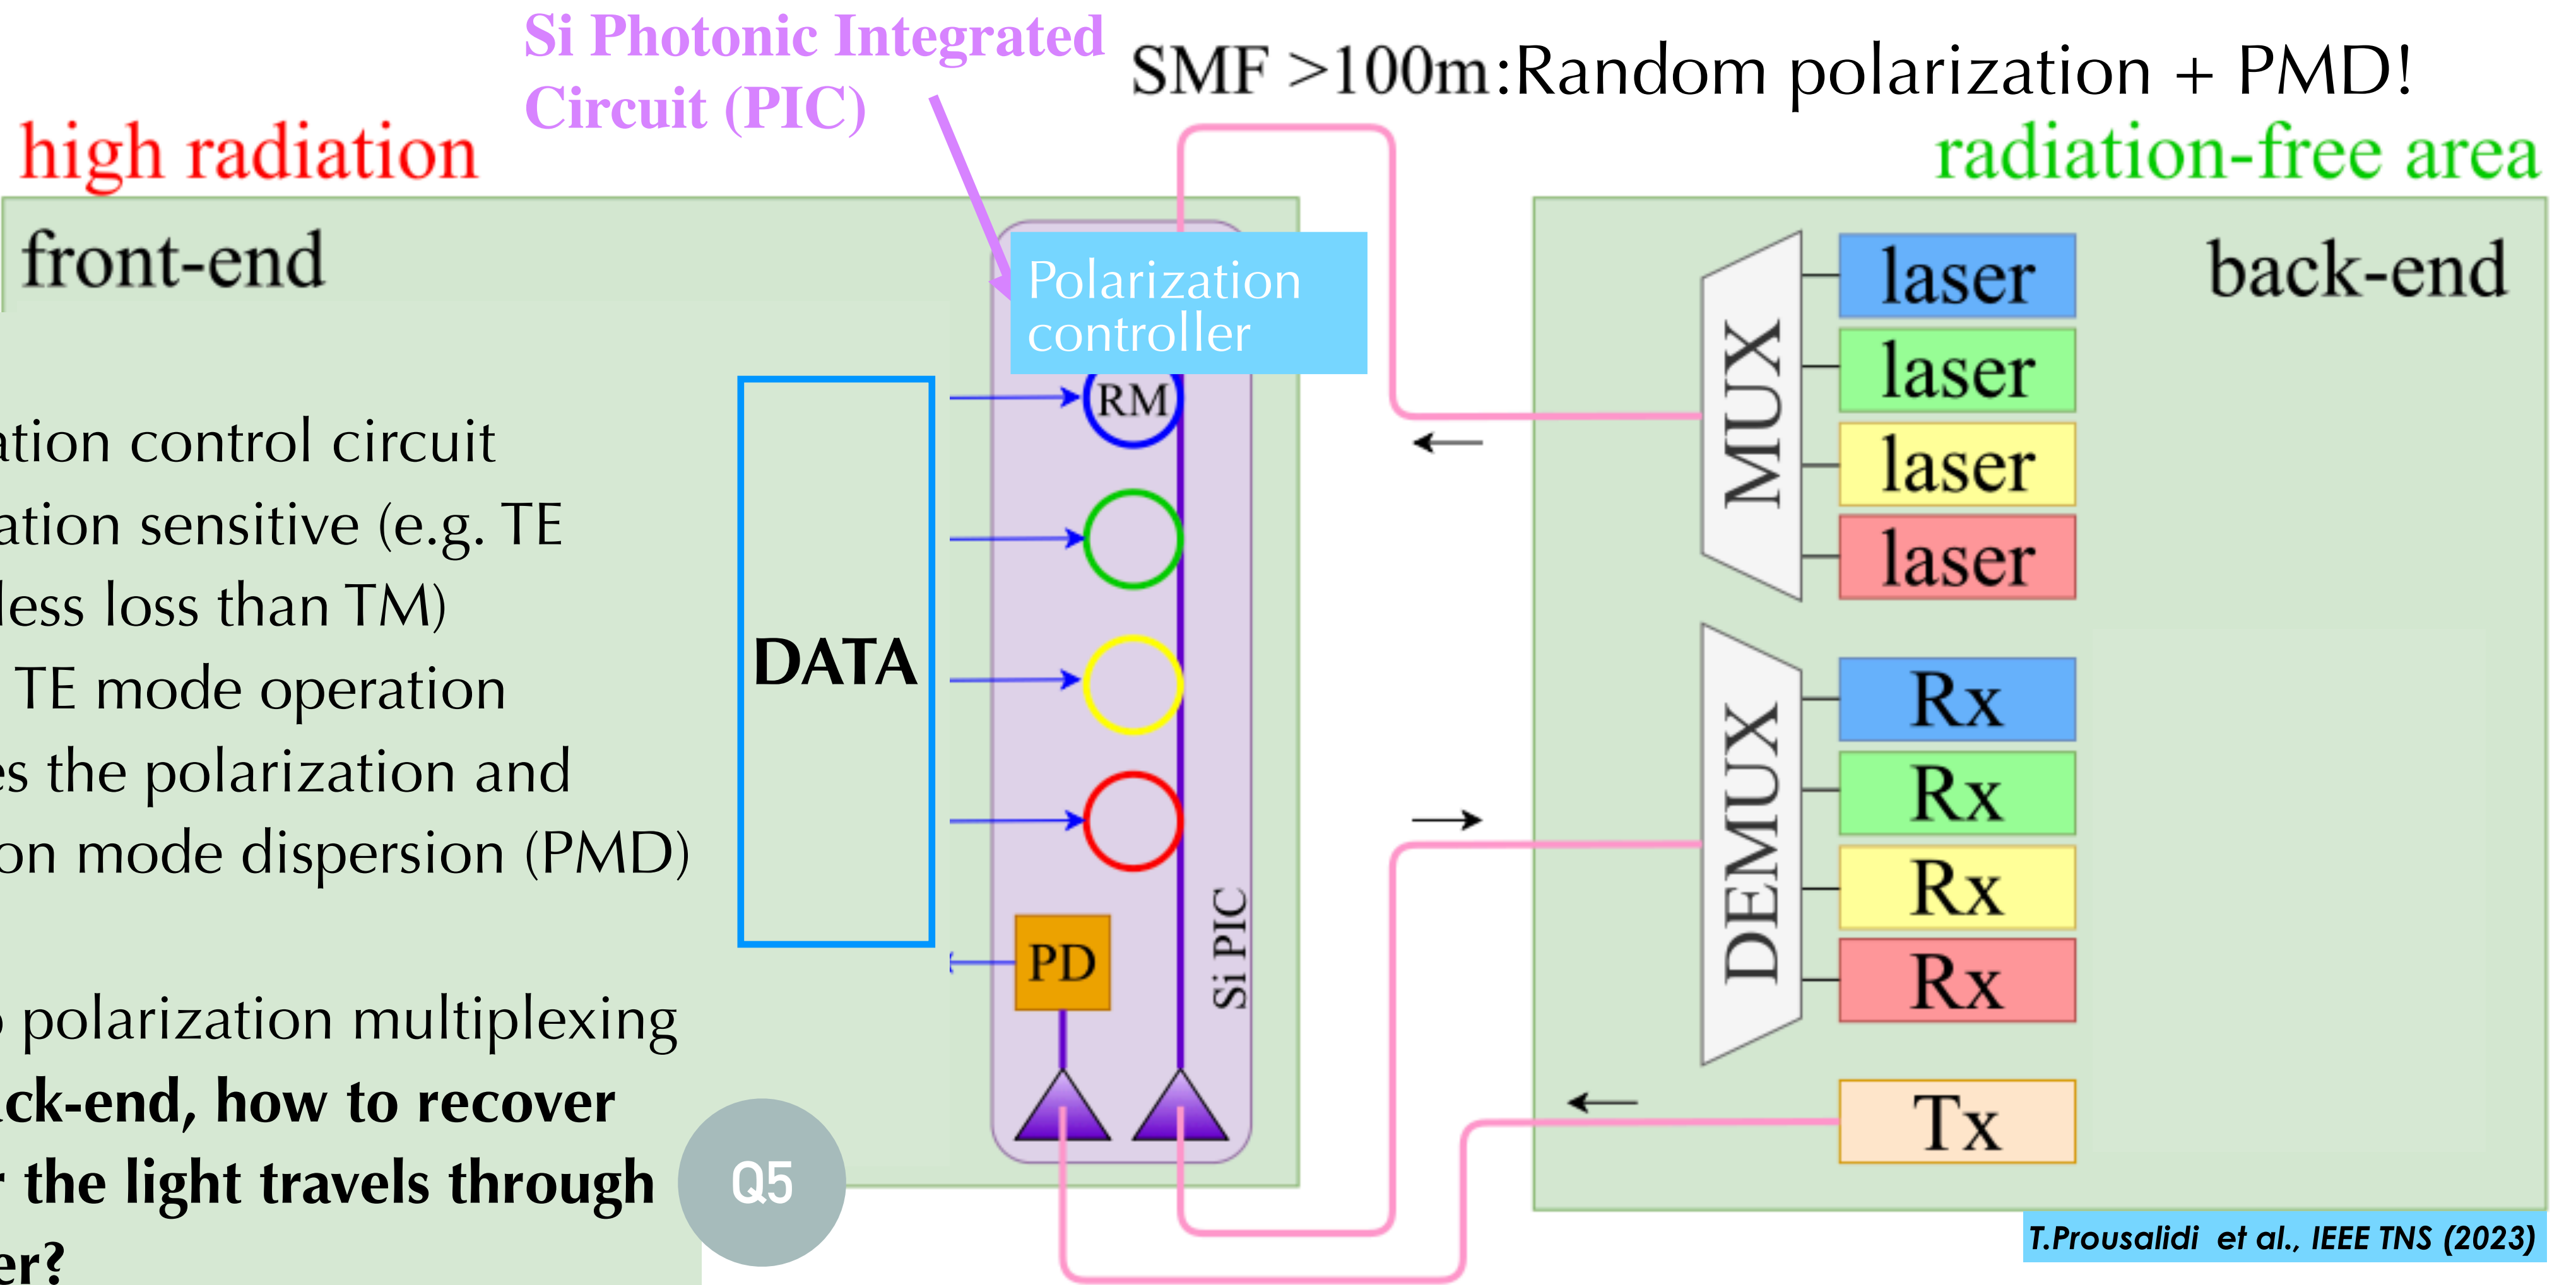 Si Photonic Integrated
Circuit (PIC)
SMF >100m:Random polarization + PMD!
high radiation
radiation-free area
front-end
back-end
Polarization
controller
RM
DATA
PD
Si PIC
ation control circuit
ation sensitive (e.g. TE
less loss than TM)
TE mode operation
es the polarization and
on mode dispersion (PMD)
polarization multiplexing
ack-end, how to recover
r the light travels through
er?
Q5
MUX
laser
laser
laser
laser
DEMUX
Rx
Rx
Rx
Rx
Tx
T.Prousalidi et al., IEEE TNS (2023)